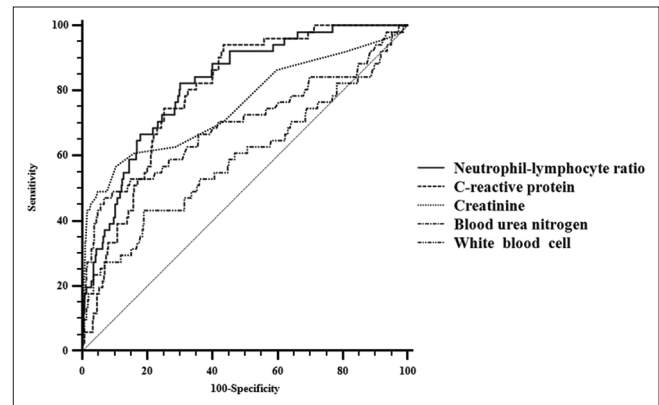 100
80
60
40
20
0
Sensitivity
0 20 40 60 80 100
100-Specificity
Neutrophil-lymphocyte ratio
C-reactive protein
Creatinine
Blood urea nitrogen
White blood cell